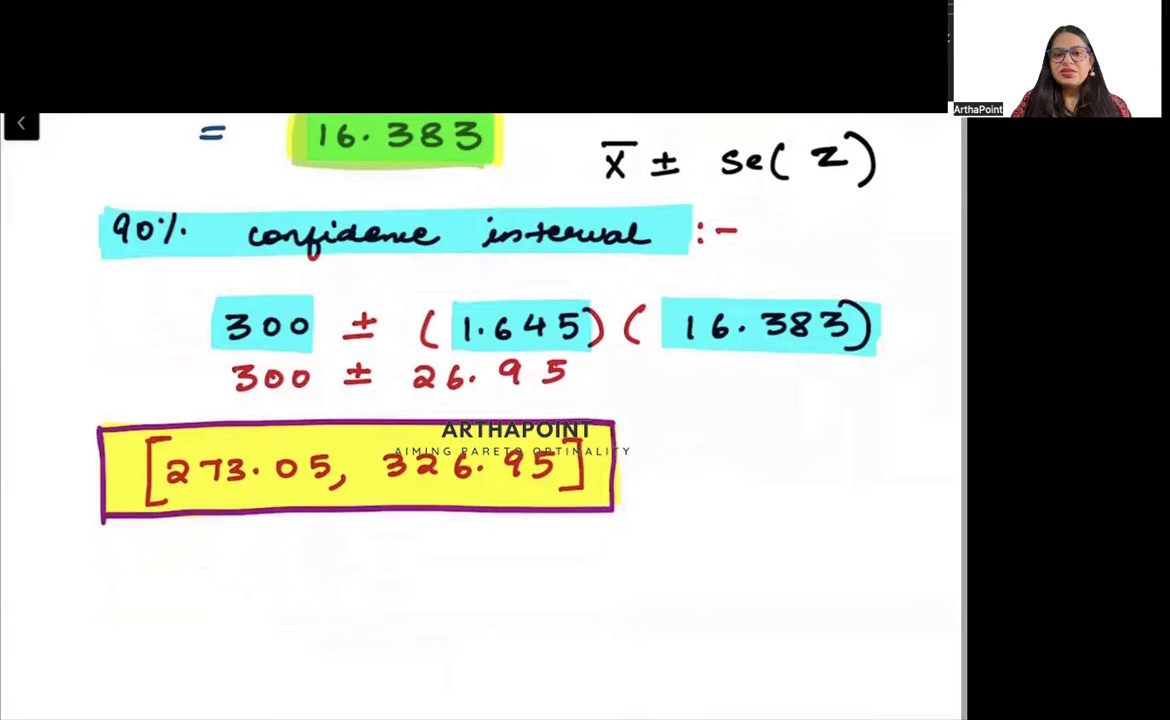 ArthaPoint
= 16.383
x̄ ± se( z )
90% confidence interval :-
300 ± ( 1.645) ( 16.383)
300 ± 26.95
ARTHAPOINT
AIMING PARETO OPTIMALITY
[273.05, 326.95]